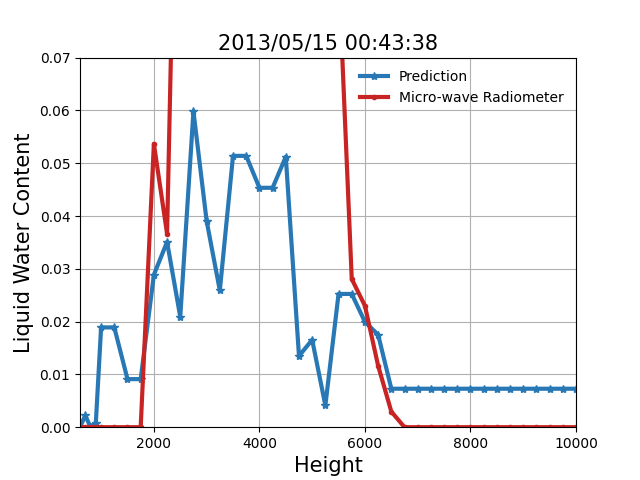 2013/05/15 00:43:38
Prediction
Micro-wave Radiometer
Liquid Water Content
0.07
0.06
0.05
0.04
0.03
0.02
0.01
0.00
2000 4000 6000 8000 10000
Height